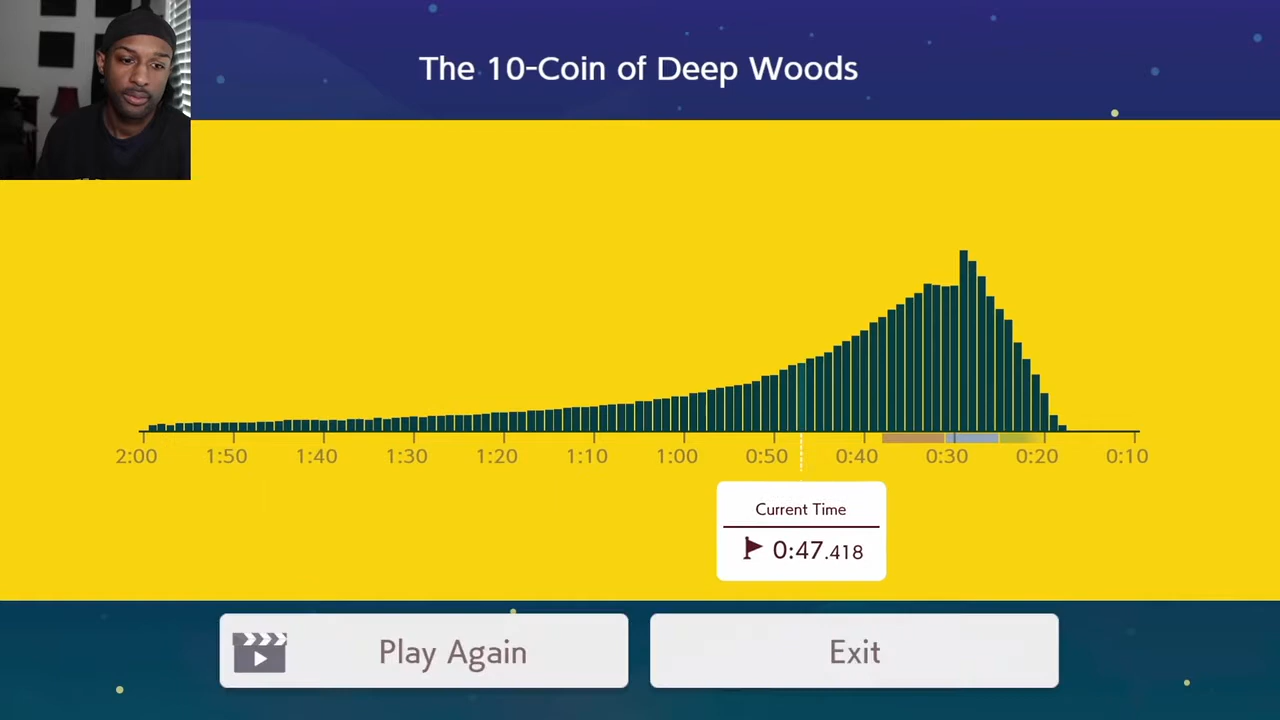 The 10-Coin of Deep Woods
2:00 1:50 1:40 1:30 1:20 1:10 1:00 0:50 0:40 0:30 0:20 0:10
Current Time
0:47.418
Play Again
Exit